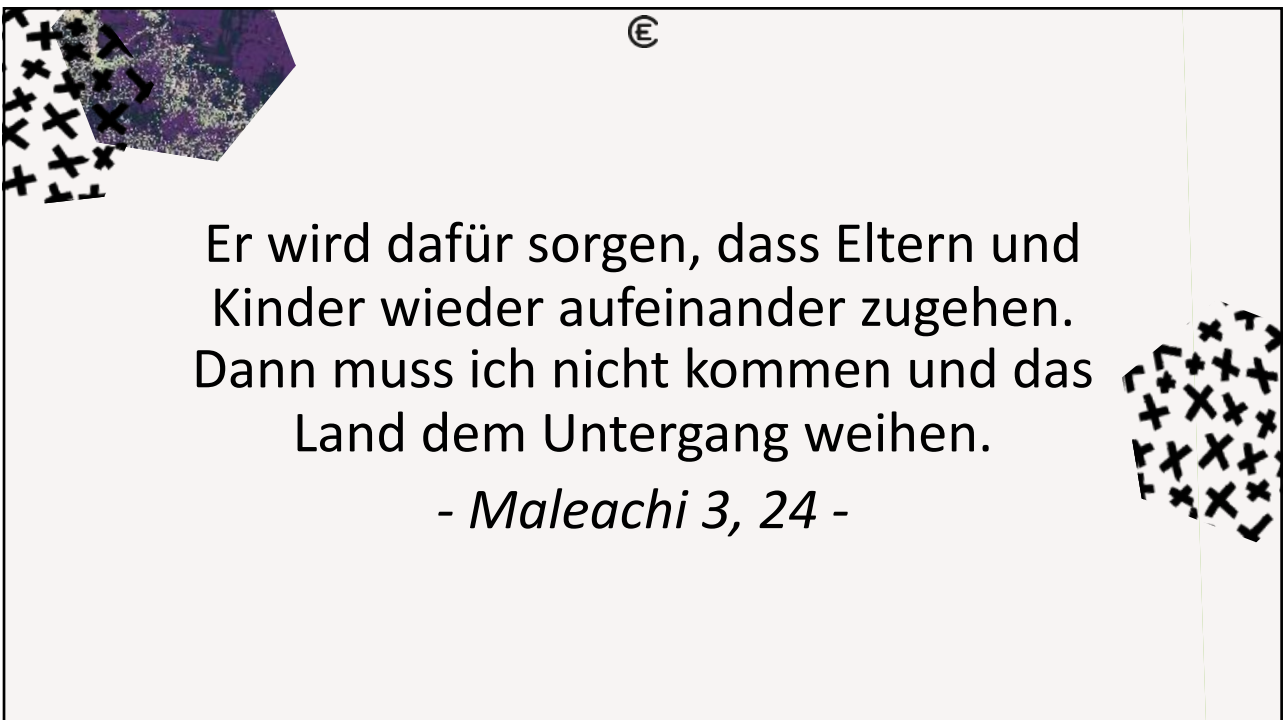 Er wird dafür sorgen, dass Eltern und
Kinder wieder aufeinander zugehen.
Dann muss ich nicht kommen und das
Land dem Untergang weihen.
- Maleachi 3, 24 -